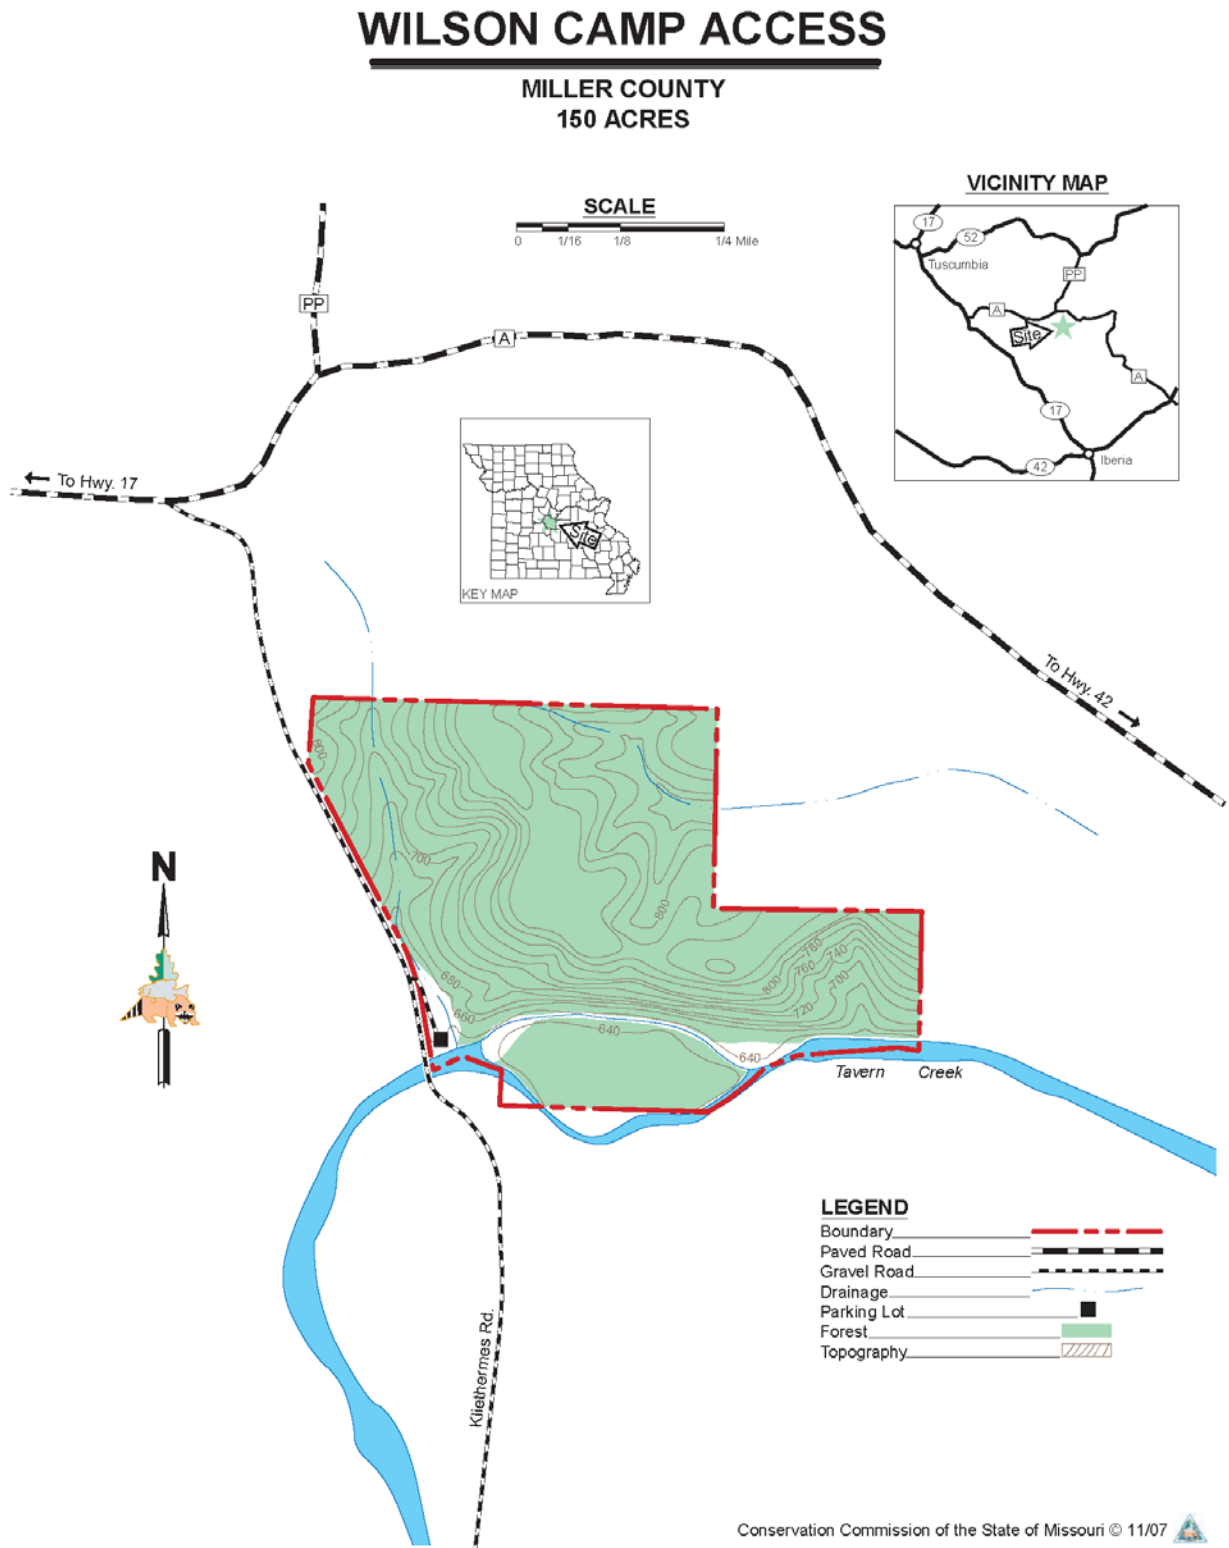 WILSON CAMP ACCESS
MILLER COUNTY
150 ACRES
SCALE
0 1/16 1/8 1/4 Mile
VICINITY MAP
17
52
Tuscumbia
PP
A
Site
A
17
42
Iberia
PP
A
To Hwy. 17
Site
KEY MAP
To Hwy. 42
800
700
800
N
780
740
760
800
700
720
680
660
640
640
Tavern Creek
Kliethermes Rd.
LEGEND
Boundary
Paved Road
Gravel Road
Drainage
Parking Lot
Forest
Topography
Conservation Commission of the State of Missouri © 11/07